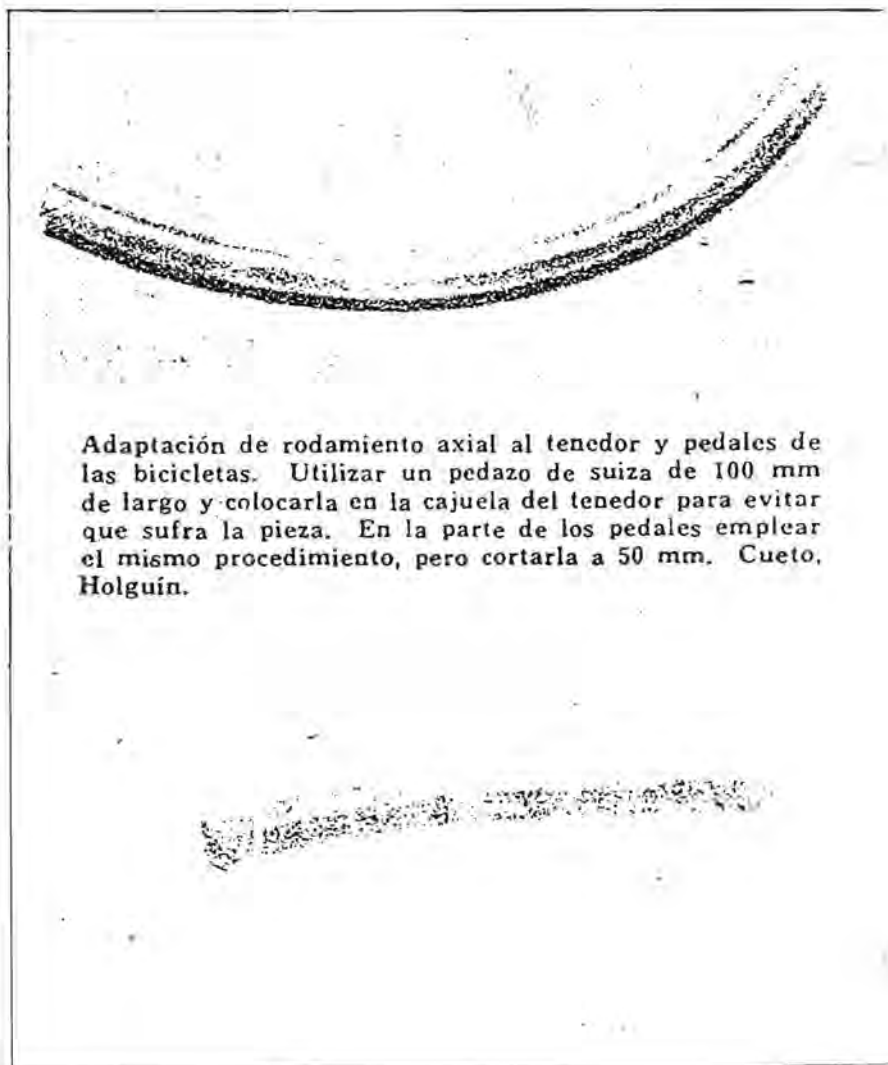 Adaptación de rodamiento axial al tenedor y pedales de
las bicicletas. Utilizar un pedazo de suiza de 100 mm
de largo y colocarla en la cajuela del tenedor para evitar
que sufra la pieza. En la parte de los pedales emplear
el mismo procedimiento, pero cortarla a 50 mm. Cueto,
Holguín.